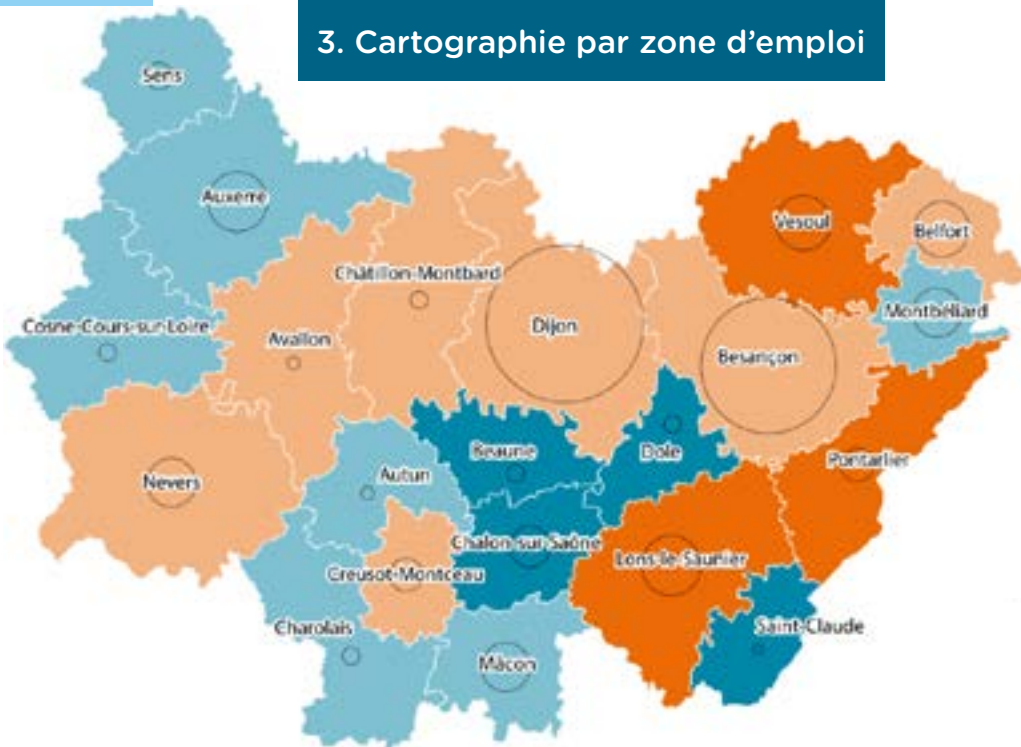 3. Cartographie par zone d'emploi
Sens
Auxerre
Vesoul
Belfort
Châtillon-Montbard
Montbéliard
Cosne-Cours-sur-Loire
Avallon
Dijon
Besançon
Beaune
Dole
Pontarlier
Nevers
Autun
Chalon-sur-Saône
Lons-le-Saunier
Creusot-Montceau
Charolais
Saint-Claude
Mâcon